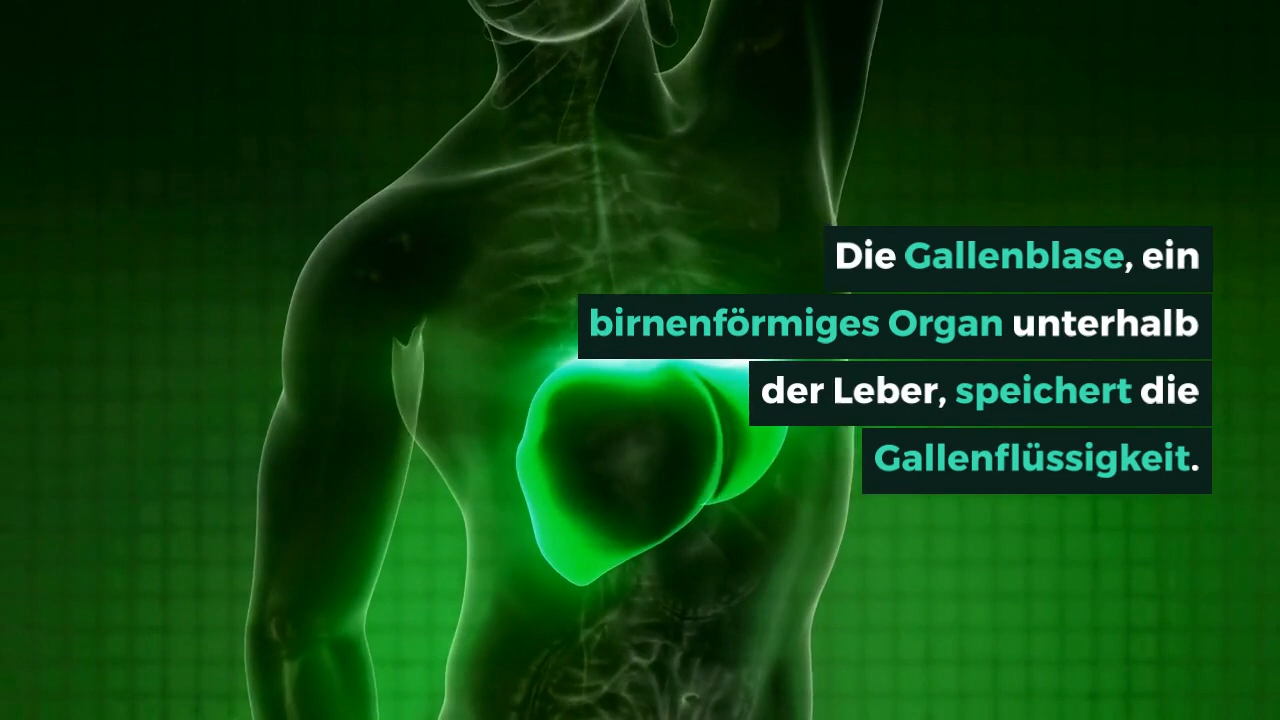 Die Gallenblase, ein
birnenförmiges Organ unterhalb
der Leber, speichert die
Gallenflüssigkeit.